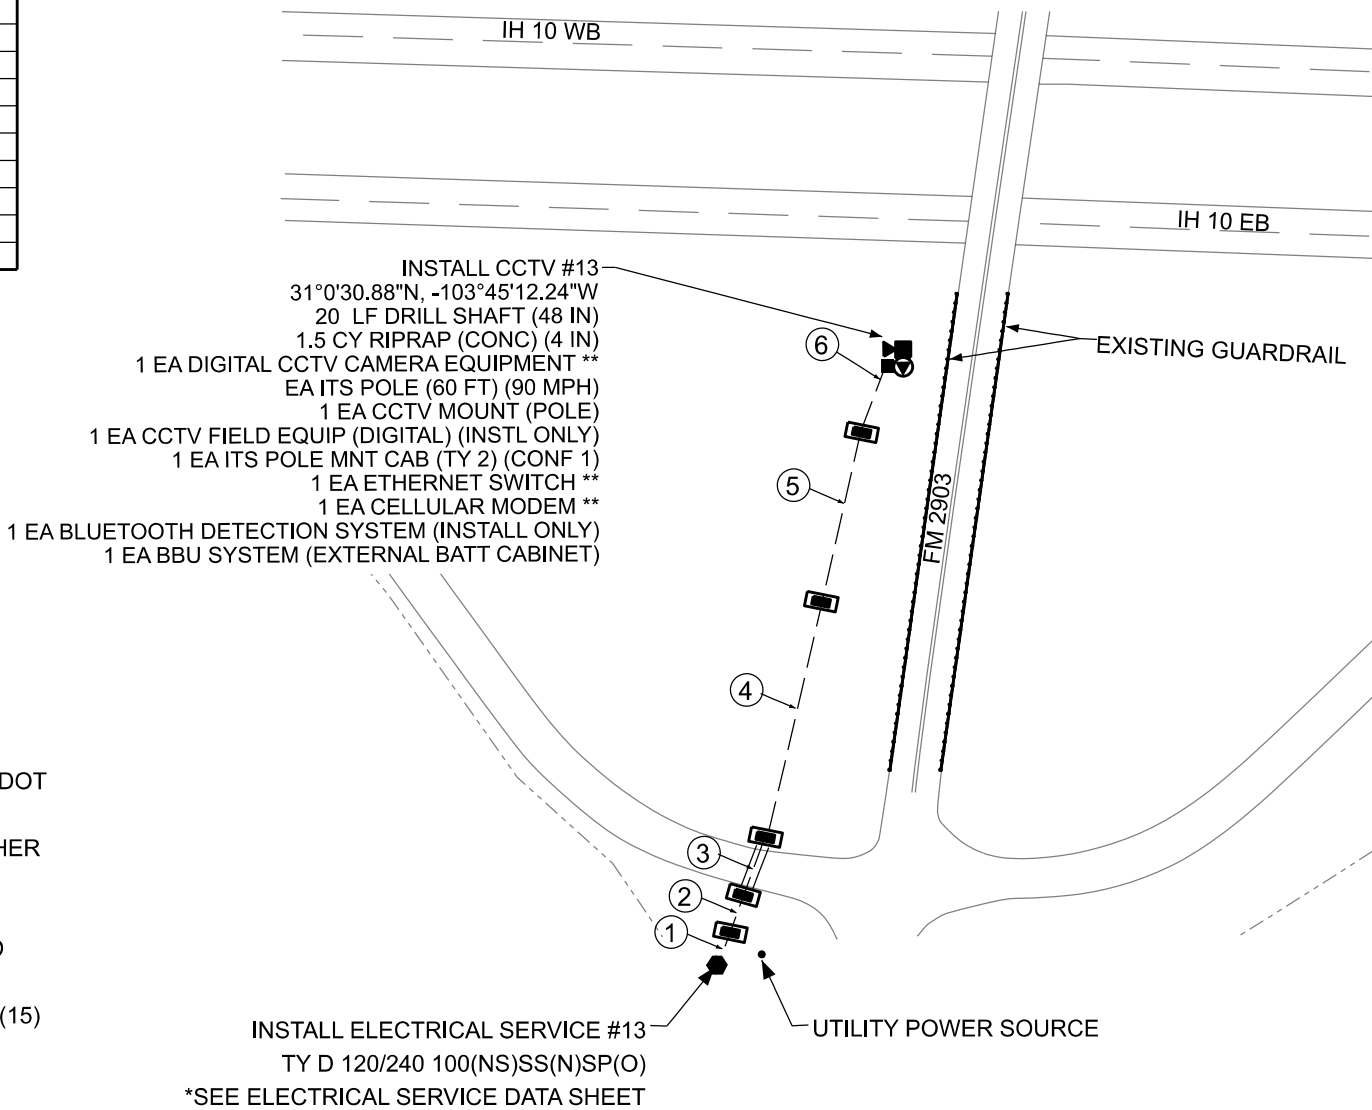 IH 10 WB
IH 10 EB
INSTALL CCTV #13
31°0'30.88"N, -103°45'12.24"W
20 LF DRILL SHAFT (48 IN)
1.5 CY RIPRAP (CONC) (4 IN)
1 EA DIGITAL CCTV CAMERA EQUIPMENT **
EA ITS POLE (60 FT) (90 MPH)
1 EA CCTV MOUNT (POLE)
1 EA CCTV FIELD EQUIP (DIGITAL) (INSTL ONLY)
1 EA ITS POLE MNT CAB (TY 2) (CONF 1)
1 EA ETHERNET SWITCH **
1 EA CELLULAR MODEM **
1 EA BLUETOOTH DETECTION SYSTEM (INSTALL ONLY)
1 EA BBU SYSTEM (EXTERNAL BATT CABINET)
6
EXISTING GUARDRAIL
5
FM 2903
4
DOT
HER
3
2
1
(15)
INSTALL ELECTRICAL SERVICE #13
TY D 120/240 100(NS)SS(N)SP(O)
*SEE ELECTRICAL SERVICE DATA SHEET
UTILITY POWER SOURCE